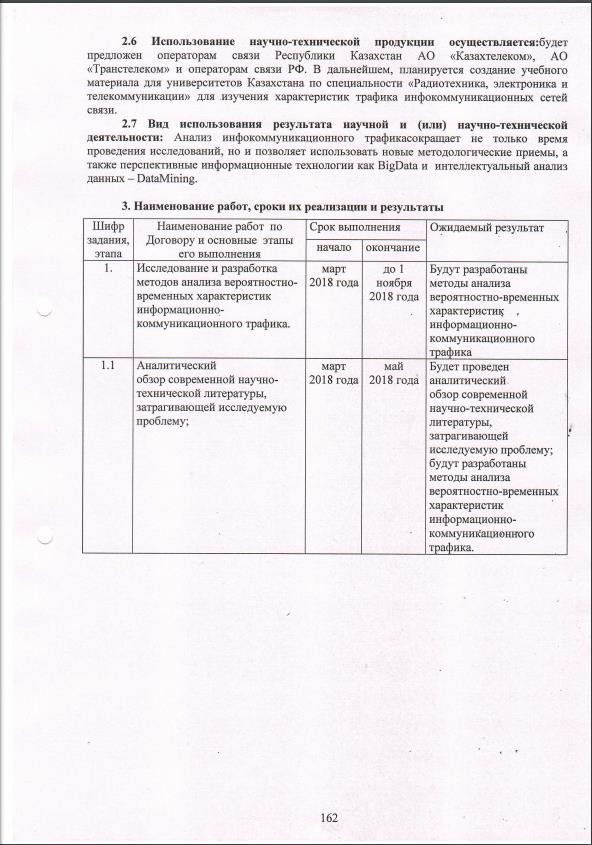 2.6 Использование научно-технической продукции осуществляется:будет
предложен операторам связи Республики Казахстан АО «Казахтелеком», АО
«Транстелеком» и операторам связи РФ. В дальнейшем, планируется создание учебного
материала для университетов Казахстана по специальности «Радиотехника, электроника и
телекоммуникации» для изучения характеристик трафика инфокоммуникационных сетей
связи.
2.7 Вид использования результата научной и (или) научно-технической
деятельности: Анализ инфокоммуникационного трафикасокращает не только время
проведения исследований, но и позволяет использовать новые методологические приемы, а
также перспективные информационные технологии как BigData и интеллектуальный анализ
данных – DataMining.
3. Наименование работ, сроки их реализации и результаты
Шифр
задания,
этапа
Наименование работ по
Договору и основные этапы
его выполнения
Срок выполнения
начало
окончание
Ожидаемый результат
1.
Исследование и разработка
методов анализа вероятностно-
временных характеристик
информационно-
коммуникационного трафика.
март
2018 года
до 1
ноября
2018 года
Будут разработаны
методы анализа
вероятностно-временных
характеристик
информационно-
коммуникационного
трафика
1.1
Аналитический
обзор современной научно-
технической литературы,
затрагивающей исследуемую
проблему;
март
2018 года
май
2018 года
Будет проведен
аналитический
обзор современной
научно-технической
литературы,
затрагивающей
исследуемую проблему;
будут разработаны
методы анализа
вероятностно-временных
характеристик
информационно-
коммуникационного
трафика.
162